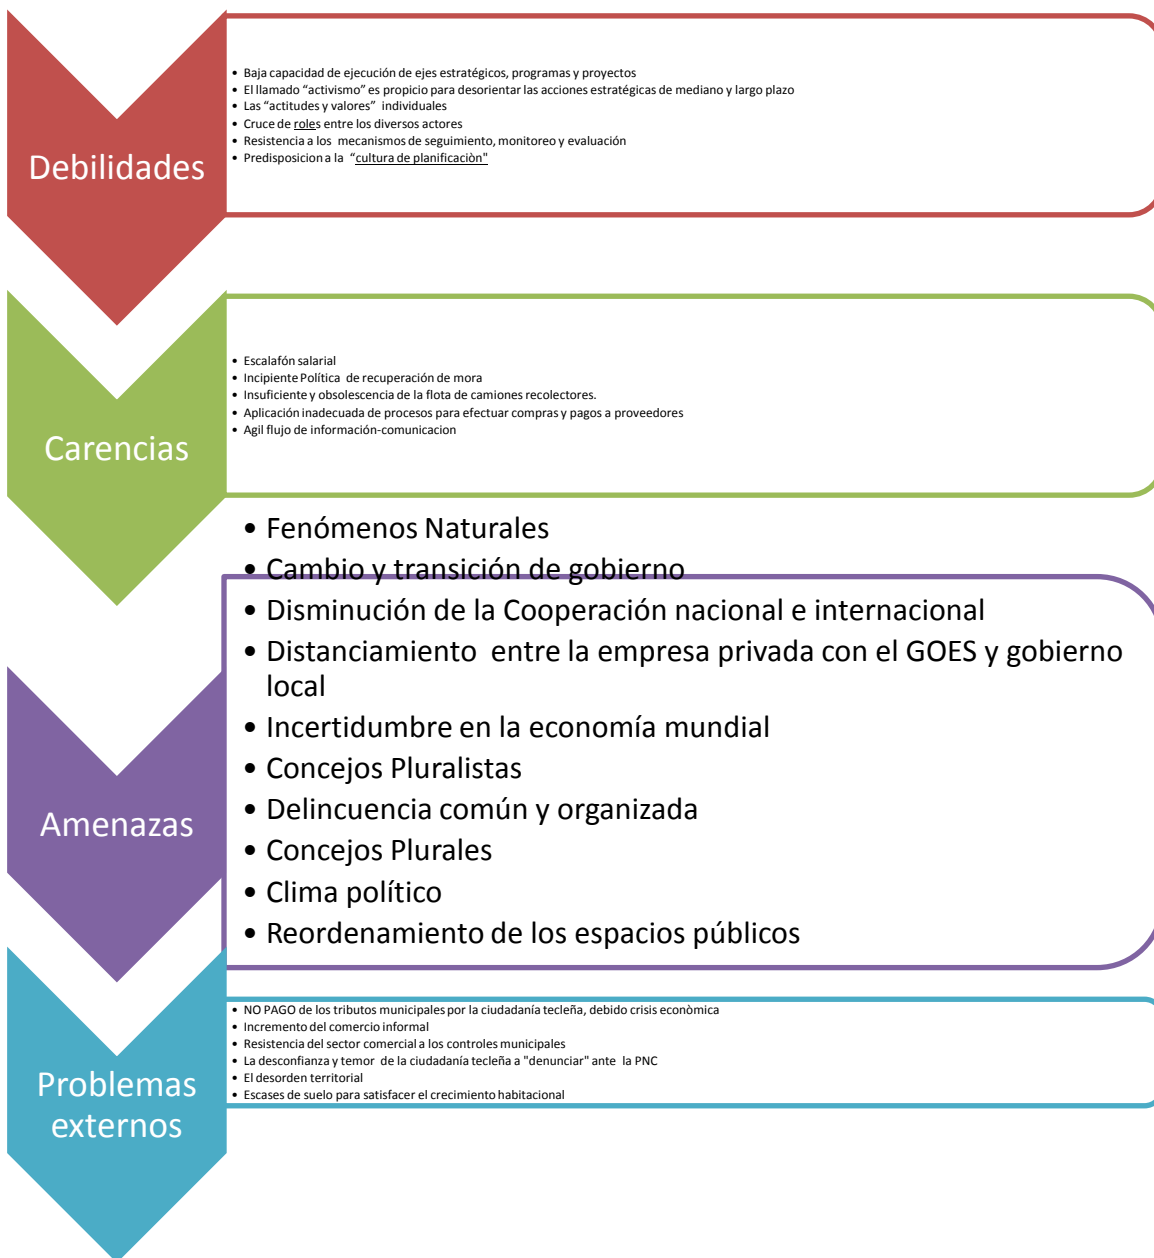 Debilidades
• Baja capacidad de ejecución de ejes estratégicos, programas y proyectos
• El llamado “activismo” es propicio para desorientar las acciones estratégicas de mediano y largo plazo
• Las “actitudes y valores” individuales
• Cruce de roles entre los diversos actores
• Resistencia a los mecanismos de seguimiento, monitoreo y evaluación
• Predisposicion a la “cultura de planificaciòn"
Carencias
• Escalafón salarial
• Incipiente Política de recuperación de mora
• Insuficiente y obsolescencia de la flota de camiones recolectores.
• Aplicación inadecuada de procesos para efectuar compras y pagos a proveedores
• Agil flujo de información-comunicacion
Amenazas
• Fenómenos Naturales
• Cambio y transición de gobierno
• Disminución de la Cooperación nacional e internacional
• Distanciamiento entre la empresa privada con el GOES y gobierno
local
• Incertidumbre en la economía mundial
• Concejos Pluralistas
• Delincuencia común y organizada
• Concejos Plurales
• Clima político
• Reordenamiento de los espacios públicos
Problemas
externos
• NO PAGO de los tributos municipales por la ciudadanía tecleña, debido crisis econòmica
• Incremento del comercio informal
• Resistencia del sector comercial a los controles municipales
• La desconfianza y temor de la ciudadanía tecleña a "denunciar" ante la PNC
• El desorden territorial
• Escases de suelo para satisfacer el crecimiento habitacional